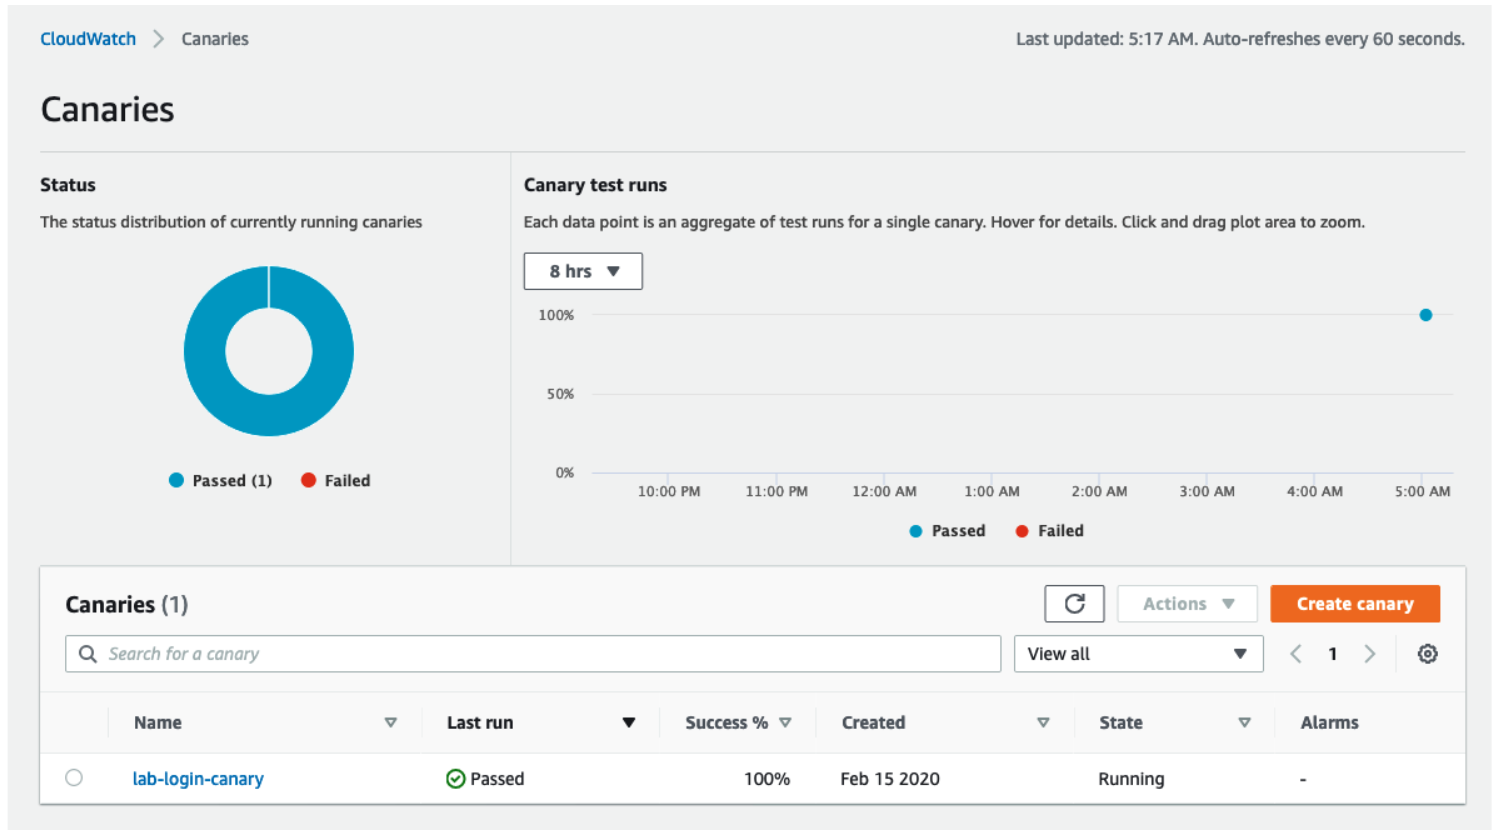 CloudWatch > Canaries
Last updated: 5:17 AM. Auto-refreshes every 60 seconds.
Canaries
Status
The status distribution of currently running canaries
Passed (1) Failed
Canary test runs
Each data point is an aggregate of test runs for a single canary. Hover for details. Click and drag plot area to zoom.
8 hrs
100%
50%
0%
10:00 PM 11:00 PM 12:00 AM 1:00 AM 2:00 AM 3:00 AM 4:00 AM 5:00 AM
Passed Failed
Canaries (1)
Actions
Create canary
Search for a canary
View all
1
Name Last run Success % Created State Alarms
lab-login-canary Passed 100% Feb 15 2020 Running -